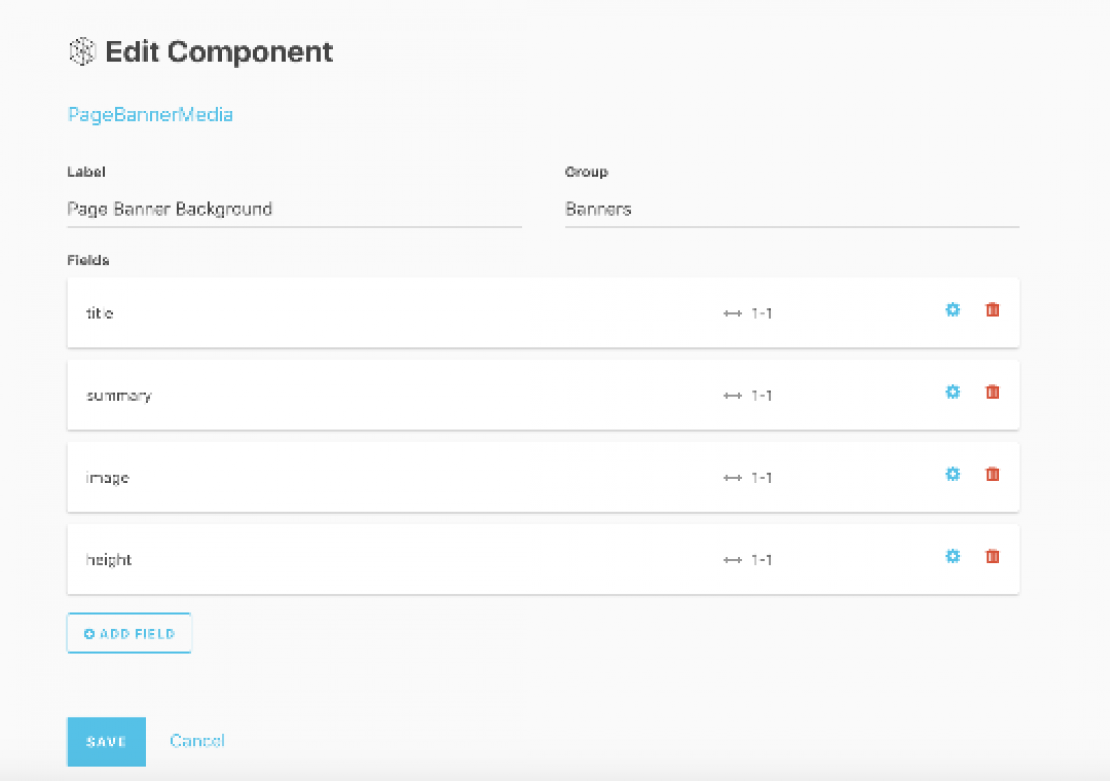 Edit Component
PageBannerMedia
Label Group
Page Banner Background Banners
Fields
title 1-1
summary 1-1
image 1-1
height 1-1
ADD FIELD
SAVE Cancel